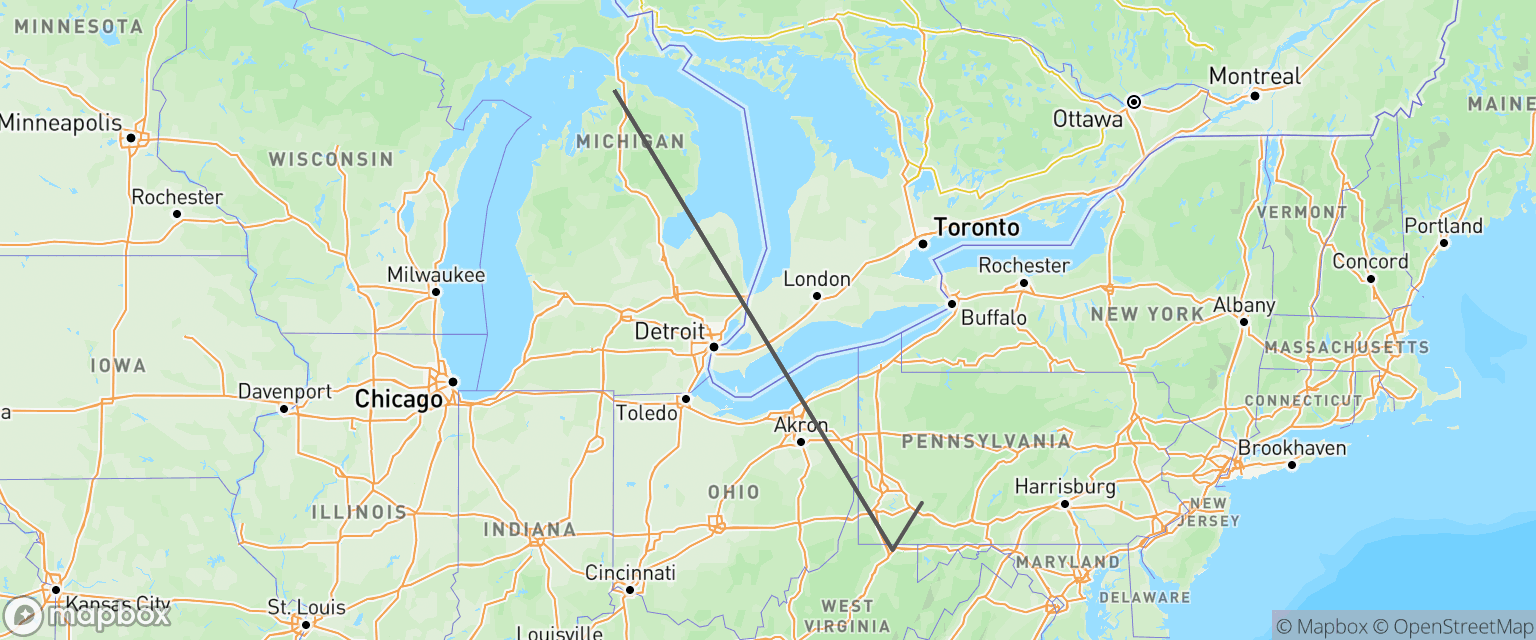 MINNESOTA
Montreal
Ottawa
MAINE
Minneapolis
MICHIGAN
WISCONSIN
Rochester
VERMONT
Portland
Toronto
Concord
Milwaukee
London
Rochester
Albany
Buffalo
NEW YORK
Detroit
MASSACHUSETTS
IOWA
Davenport
Chicago
CONNECTICUT
Toledo
Akron
PENNSYLVANIA
Brookhaven
Harrisburg
OHIO
ILLINOIS
INDIANA
NEW
JERSEY
MARYLAND
Cincinnati
DELAWARE
Kansas City
St. Louis
WEST
VIRGINIA
Louisville
mapbox
© Mapbox © OpenStreetMap